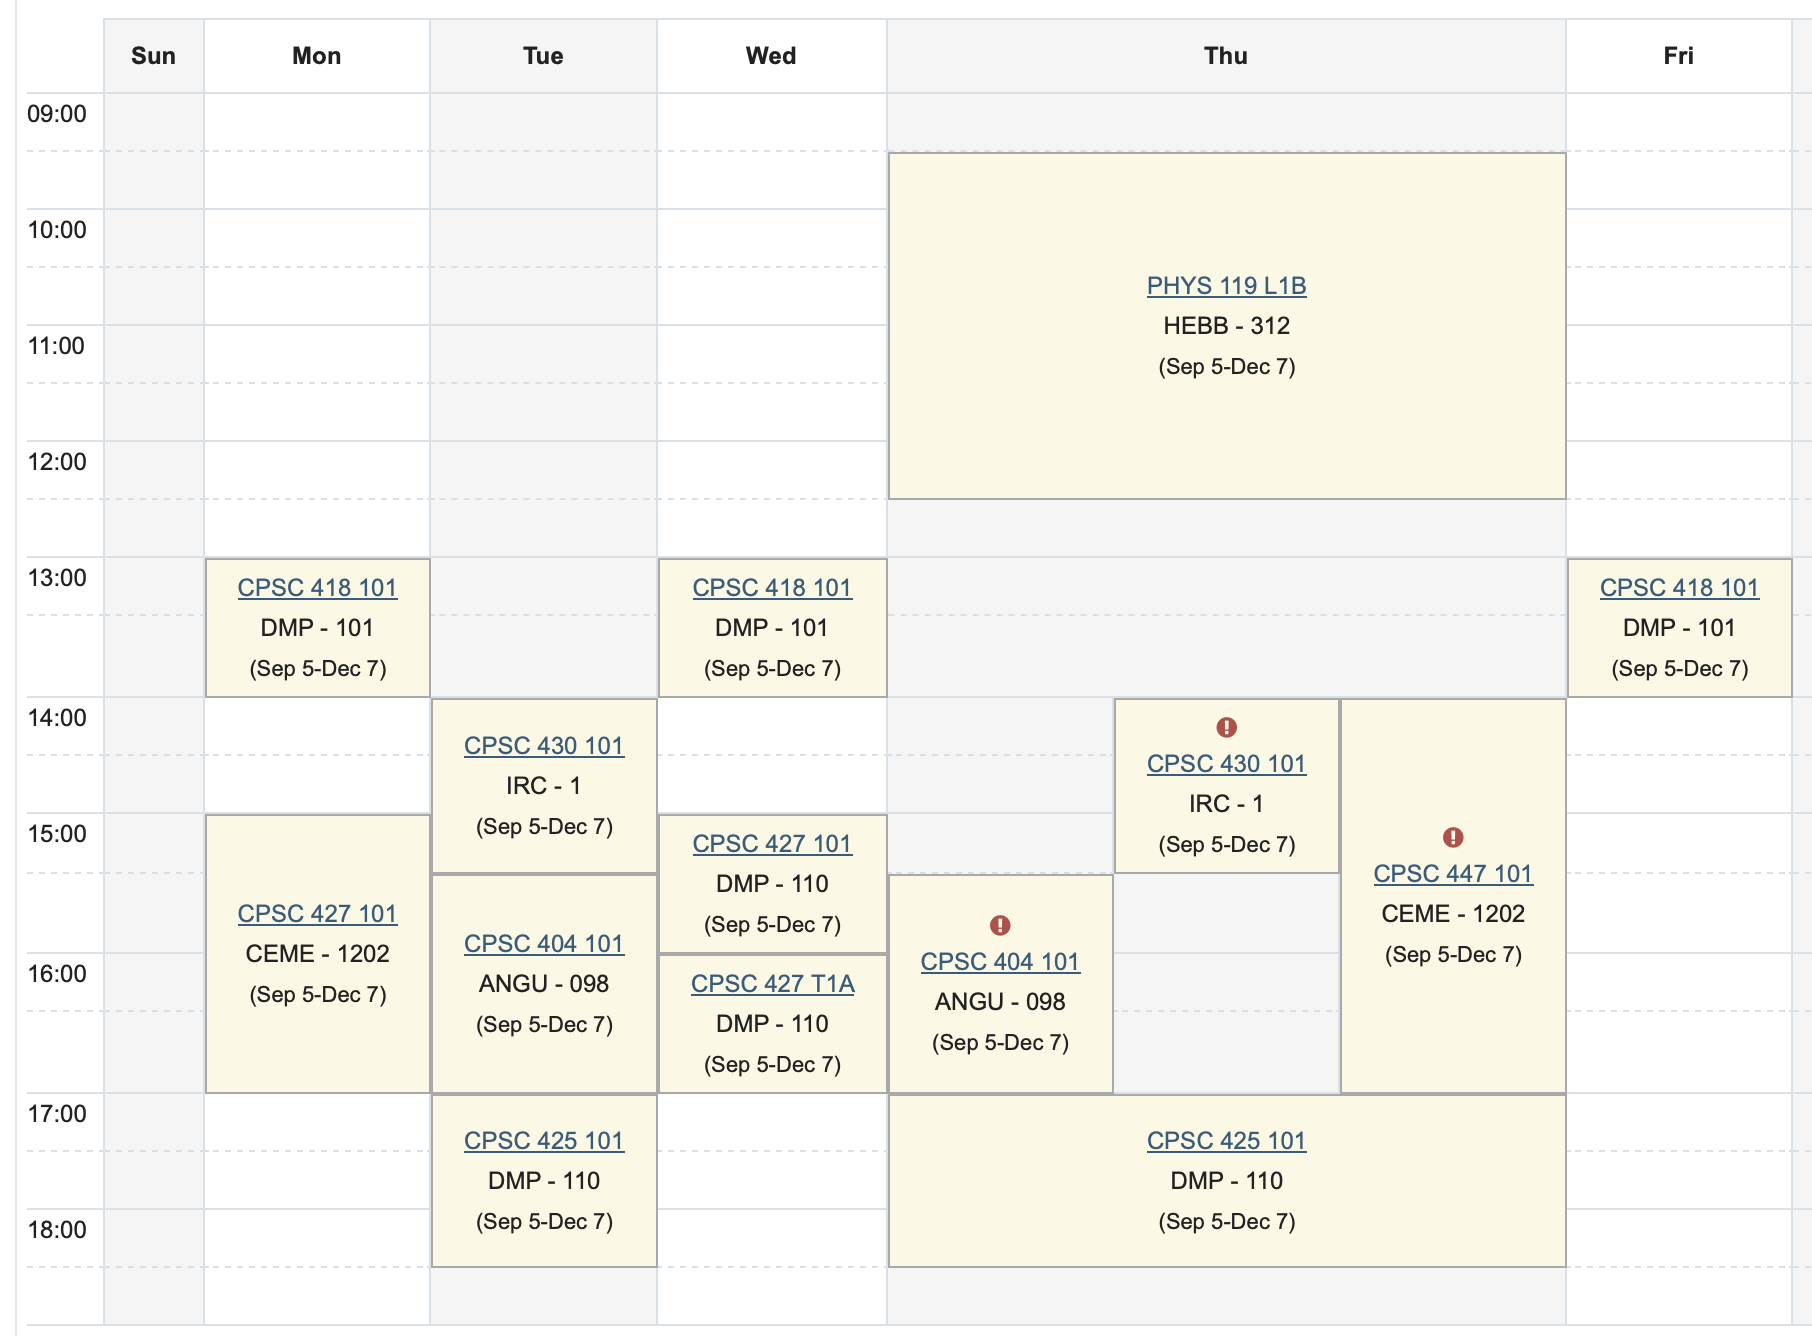 Sun Mon Tue Wed Thu Fri
09:00
10:00
PHYS 119 L1B
HEBB - 312
(Sep 5-Dec 7)
11:00
12:00
13:00
CPSC 418 101
DMP - 101
(Sep 5-Dec 7)
CPSC 418 101
DMP - 101
(Sep 5-Dec 7)
CPSC 418 101
DMP - 101
(Sep 5-Dec 7)
14:00
CPSC 430 101
IRC - 1
(Sep 5-Dec 7)
CPSC 430 101
IRC - 1
(Sep 5-Dec 7)
15:00
CPSC 427 101
CEME - 1202
(Sep 5-Dec 7)
CPSC 427 101
DMP - 110
(Sep 5-Dec 7)
CPSC 447 101
CEME - 1202
(Sep 5-Dec 7)
CPSC 404 101
ANGU - 098
(Sep 5-Dec 7)
CPSC 404 101
ANGU - 098
(Sep 5-Dec 7)
16:00
CPSC 427 T1A
DMP - 110
(Sep 5-Dec 7)
17:00
CPSC 425 101
DMP - 110
(Sep 5-Dec 7)
CPSC 425 101
DMP - 110
(Sep 5-Dec 7)
18:00